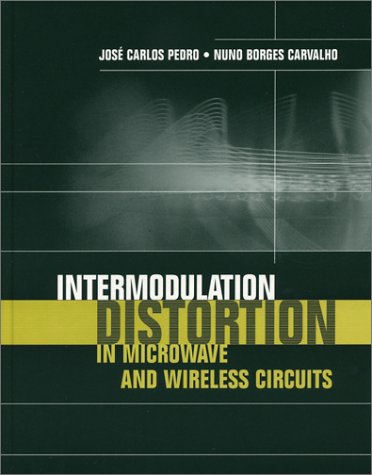 JOSÉ CARLOS PEDRO • NUNO BORGES CARVALHO
INTERMODULATION
DISTORTION
IN MICROWAVE
AND WIRELESS CIRCUITS